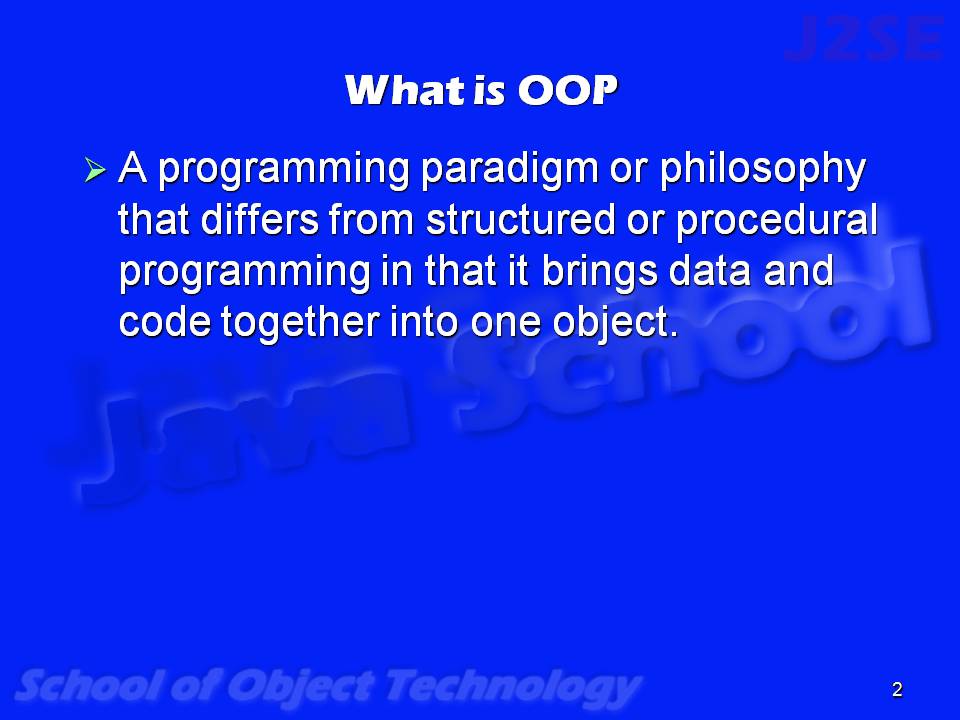 J2SE
What is OOP
➢ A programming paradigm or philosophy
that differs from structured or procedural
programming in that it brings data and
code together into one object.
Java School
School of Object Technology
2